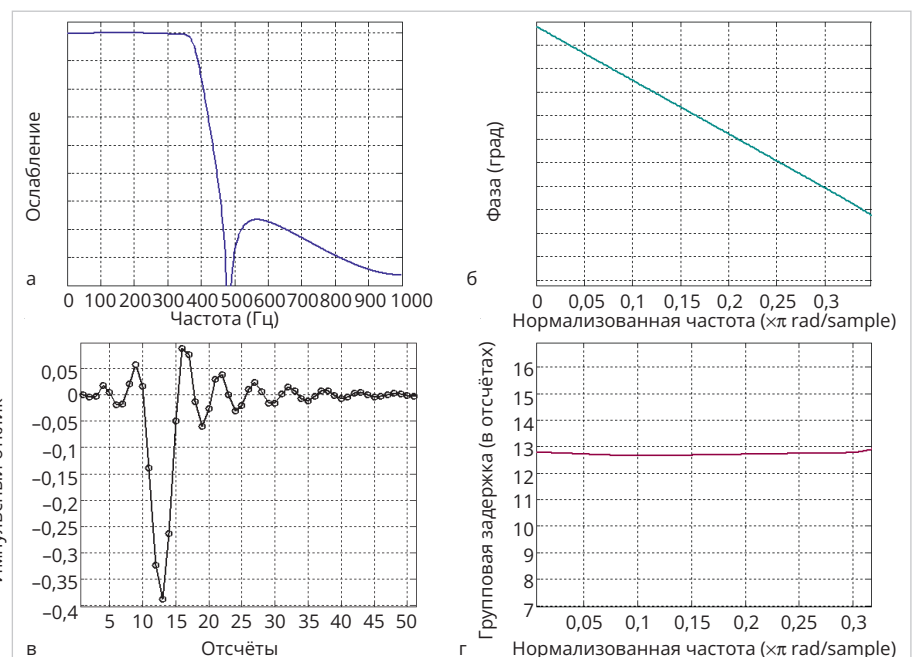 Ослабление
а
0 100 200 300 400 500 600 700 800 900 1000
Частота (Гц)
Фаза (град)
б
0 0,05 0,1 0,15 0,2 0,25 0,3
Нормализованная частота (×π rad/sample)
0,05
0
–0,05
–0,1
–0,15
–0,2
–0,25
–0,3
–0,35
–0,4
5 10 15 20 25 30 35 40 45 50
в
Отсчёты
Групповая задержка (в отсчётах)
16
15
14
13
12
11
10
9
8
7
0,05 0,1 0,15 0,2 0,25 0,3
г
Нормализованная частота (×π rad/sample)